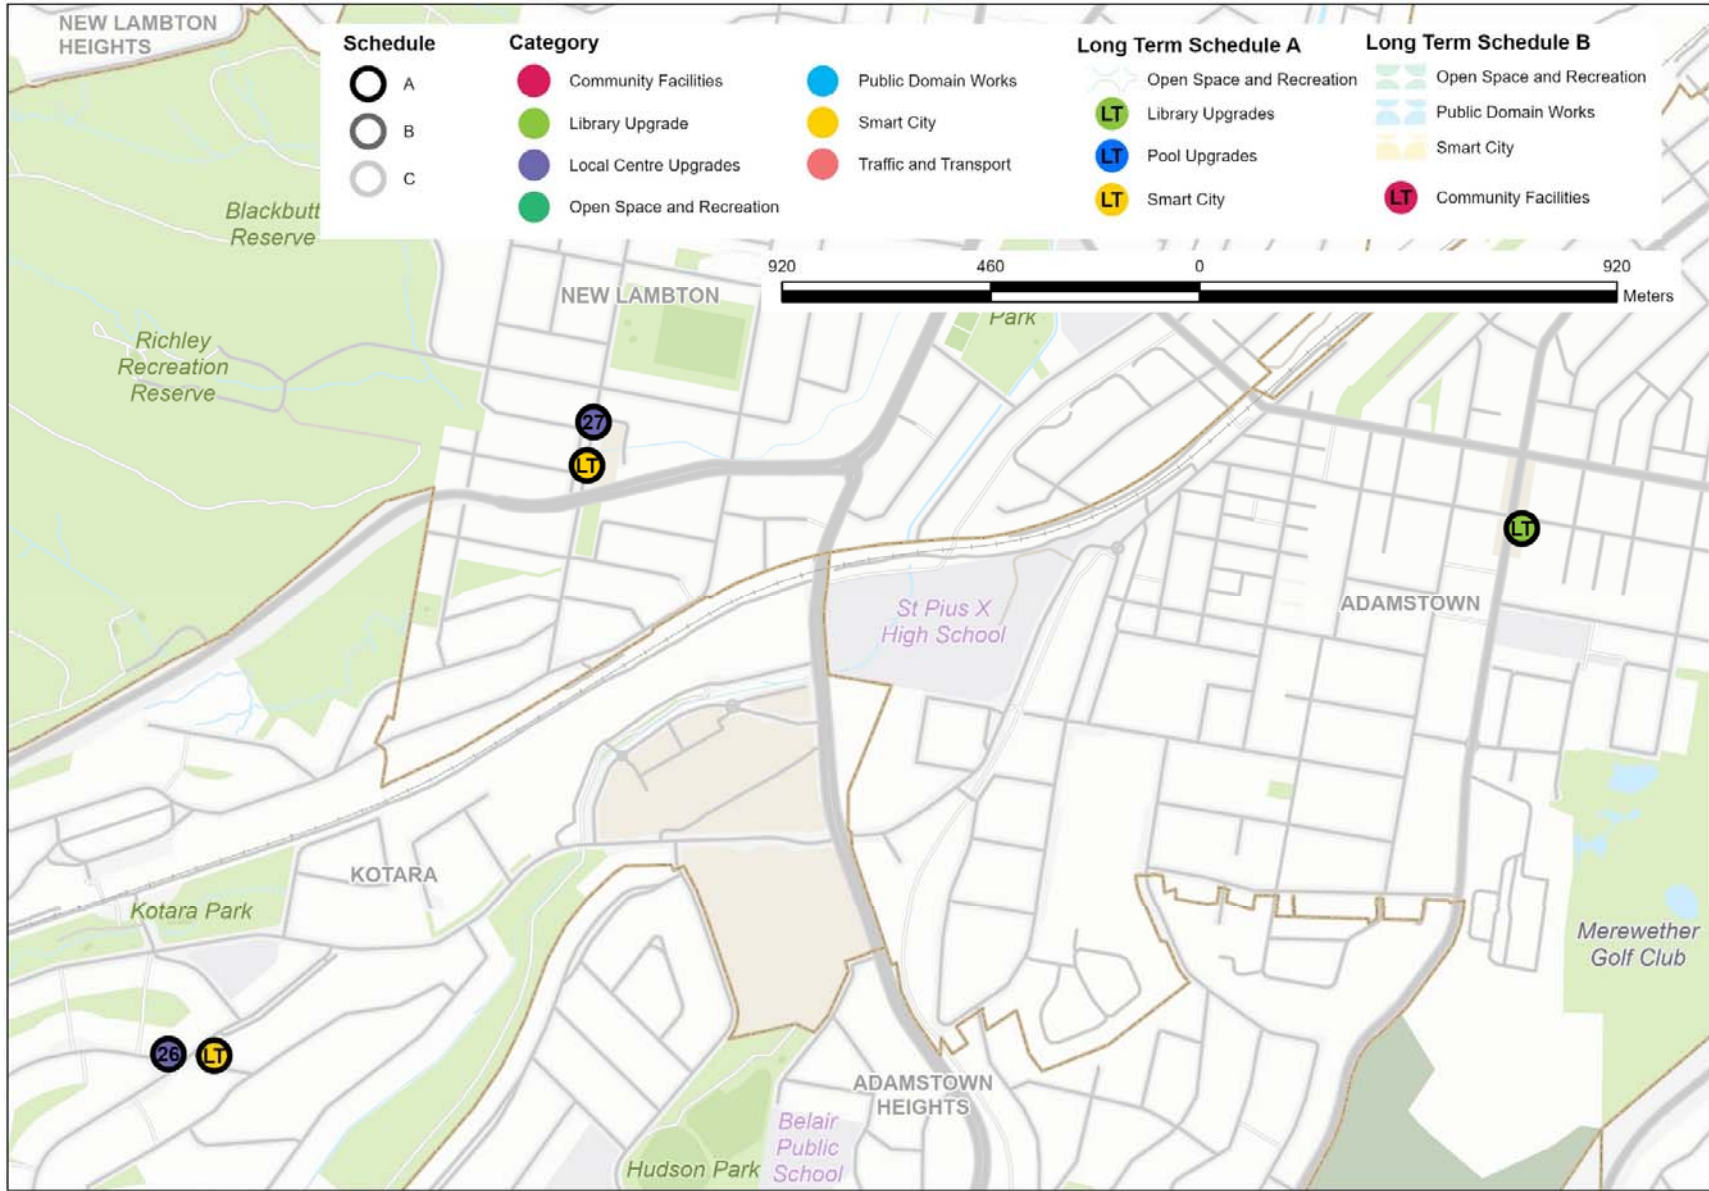 NEW LAMBTON
HEIGHTS
Schedule
A
B
C
Category
Community Facilities
Library Upgrade
Local Centre Upgrades
Open Space and Recreation
Public Domain Works
Smart City
Traffic and Transport
Long Term Schedule A
Open Space and Recreation
LT Library Upgrades
LT Pool Upgrades
LT Smart City
Long Term Schedule B
Open Space and Recreation
Public Domain Works
Smart City
LT Community Facilities
920 460 0 920
Meters
Blackbutt
Reserve
NEW LAMBTON
Park
Richley
Recreation
Reserve
27
LT
LT
St Pius X
High School
ADAMSTOWN
KOTARA
Kotara Park
Merewether
Golf Club
26 LT
ADAMSTOWN
HEIGHTS
Belair
Public
School
Hudson Park